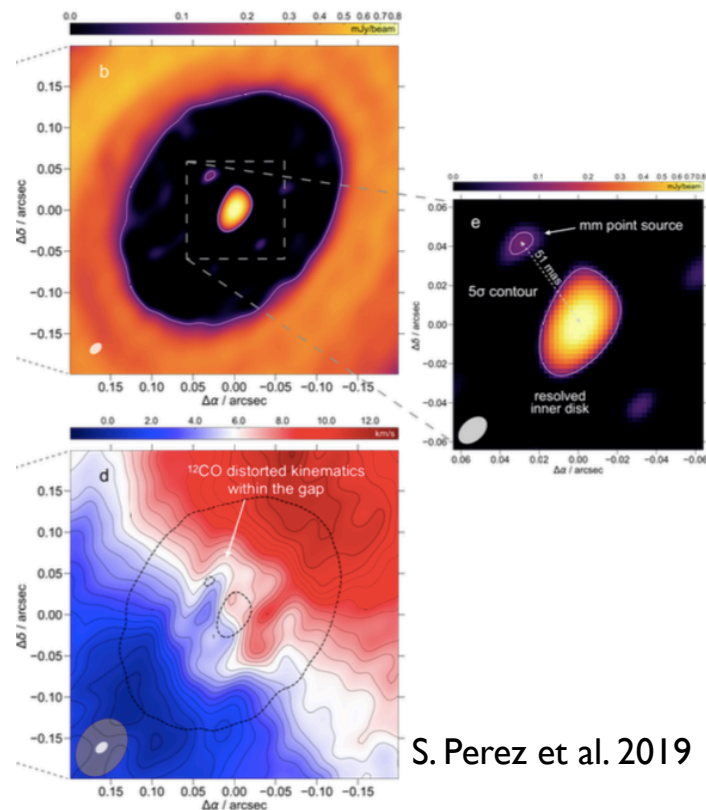 0.0 0.1 0.2 0.3 0.4 0.5 0.6 0.7 0.8
mJy/beam
b
Δδ / arcsec
0.15
0.10
0.05
0.00
−0.05
−0.10
−0.15
0.15 0.10 0.05 0.00 −0.05 −0.10 −0.15
Δα / arcsec
0.0 0.1 0.2 0.3 0.4 0.5 0.6 0.7 0.8
mJy/beam
e
mm point source
51 mas
5σ contour
resolved
inner disk
Δδ / arcsec
0.06
0.04
0.02
0.00
−0.02
−0.04
−0.06
0.06 0.04 0.02 0.00 −0.02 −0.04 −0.06
Δα / arcsec
0.0 2.0 4.0 6.0 8.0 10.0 12.0
km/s
d
¹²CO distorted kinematics
within the gap
Δδ / arcsec
0.15
0.10
0.05
0.00
−0.05
−0.10
−0.15
0.15 0.10 0.05 0.00 −0.05 −0.10 −0.15
Δα / arcsec
S. Perez et al. 2019